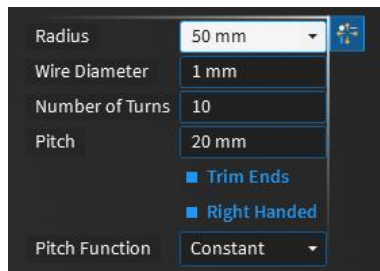 Radius 50 mm
Wire Diameter 1 mm
Number of Turns 10
Pitch 20 mm
Trim Ends
Right Handed
Pitch Function Constant